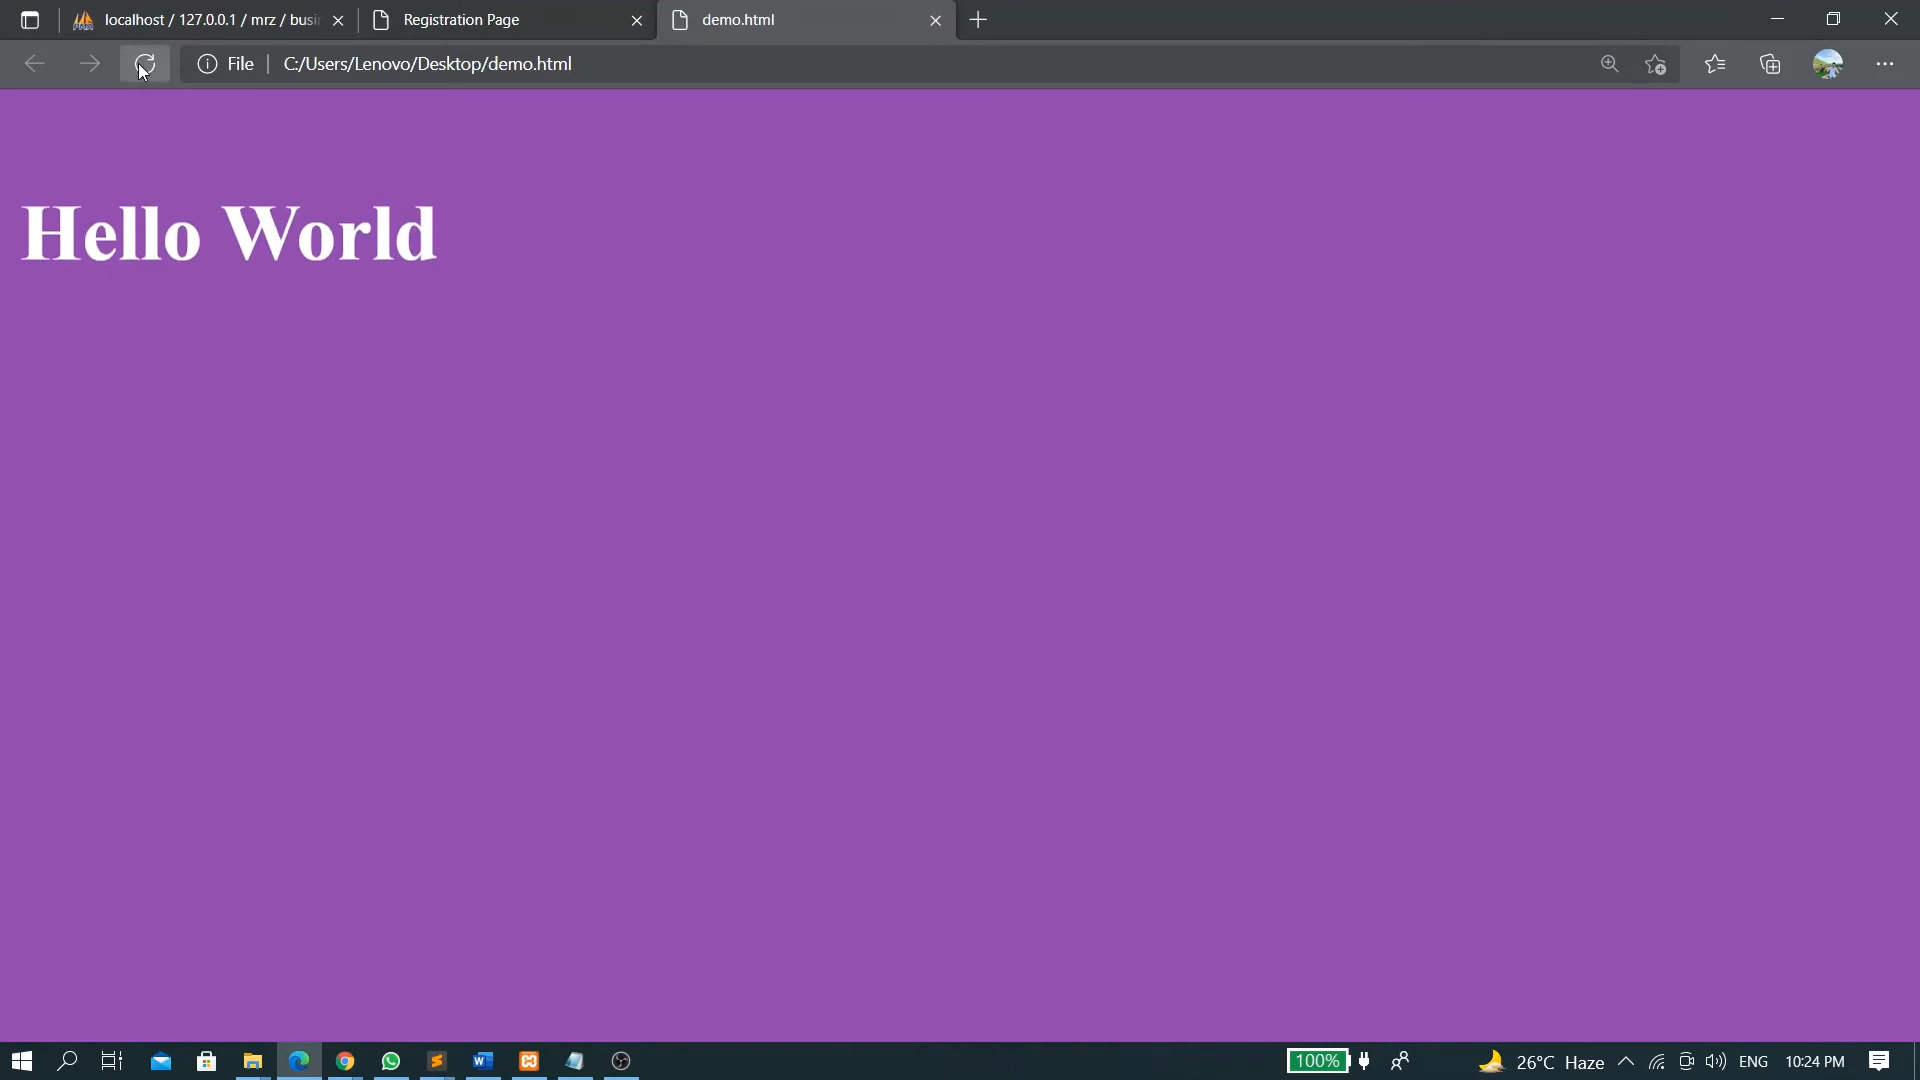 localhost / 127.0.0.1 / mrz / busi
Registration Page
demo.html
File
C:/Users/Lenovo/Desktop/demo.html
Hello World
100%
26°C Haze
ENG
10:24 PM